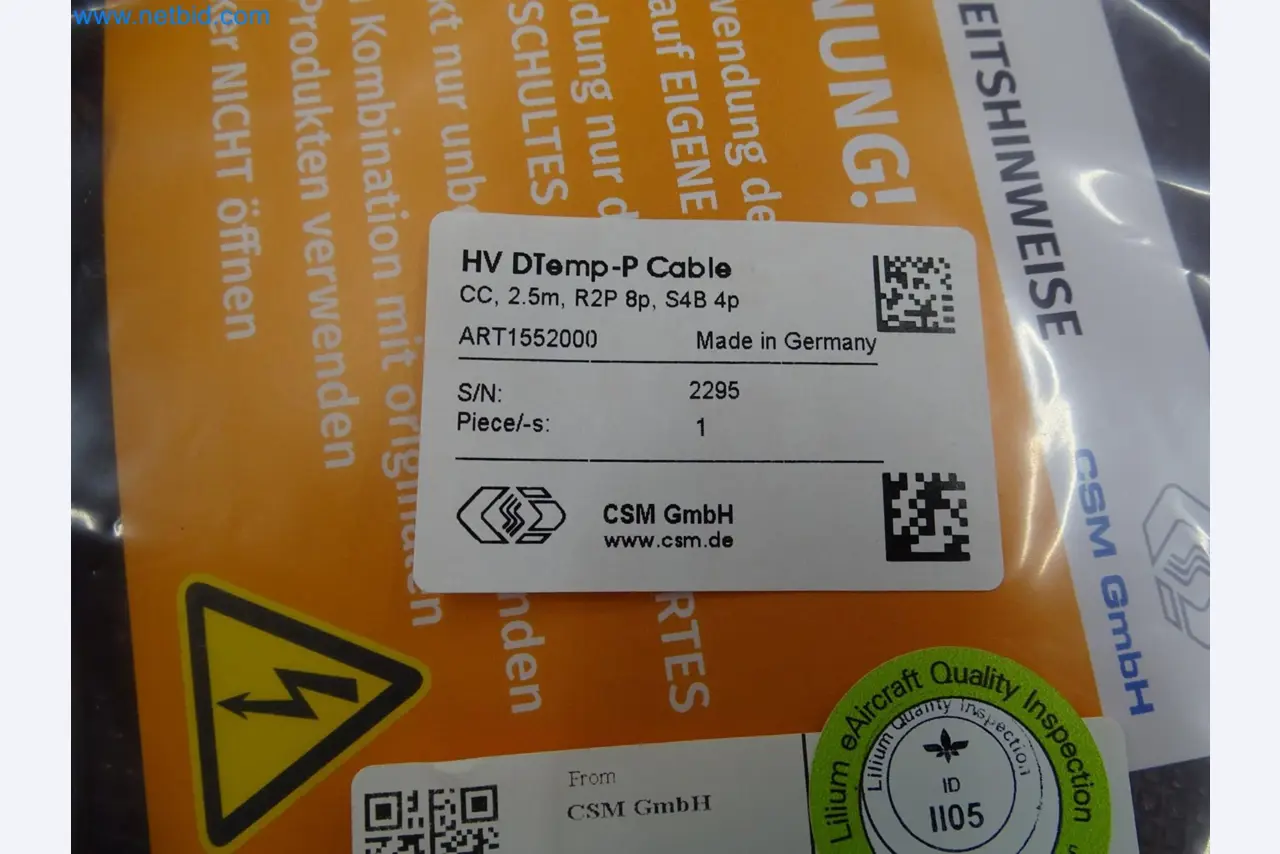 www.netbid.com
EITSHINWEISE
NUNG!
wendung de
auf EIGENE
dung nur d
SCHULTES
RTES
kt nur unbe
nden
Kombination mit originalen
Produkten verwenden
er NICHT öffnen
HV DTemp-P Cable
CC, 2.5m, R2P 8p, S4B 4p
ART1552000 Made in Germany
S/N: 2295
Piece/-s: 1
CSM GmbH
www.csm.de
CSM GmbH
From
CSM GmbH
Lilium eAircraft Quality Inspection
Lilium Quality Inspection
ID
1105